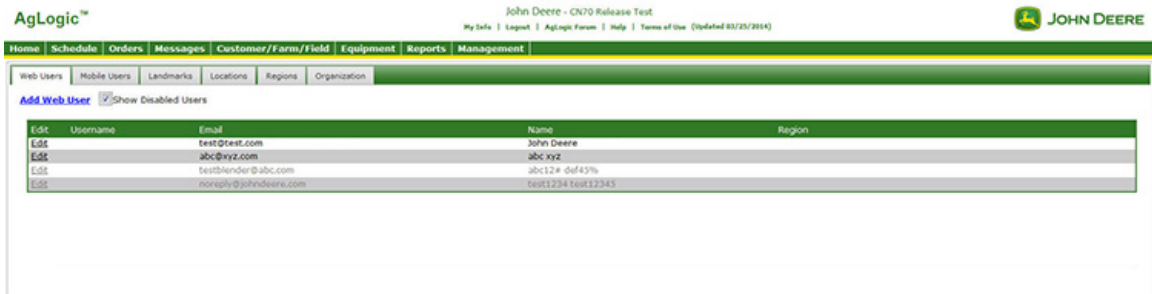 AgLogic™
John Deere - CN70 Release Test
My Info | Logout | AgLogic Forum | Help | Terms of Use (Updated 03/25/2014)
JOHN DEERE
Home Schedule Orders Messages Customer/Farm/Field Equipment Reports Management
Web Users Mobile Users Landmarks Locations Regions Organization
Add Web User Show Disabled Users
Edit Username Email Name Region
Edit test@test.com John Deere
Edit abc@xyz.com abc xyz
Edit testblender@abc.com abc12# def45%
Edit noreply@johndeere.com test1234 test12345